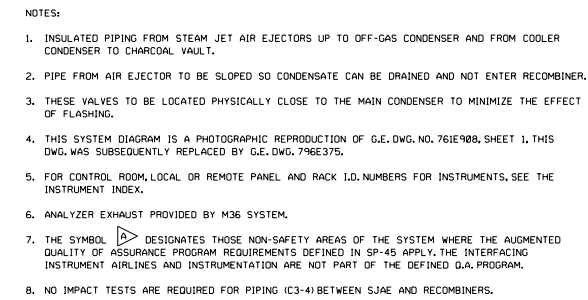 NOTES:
1. INSULATED PIPING FROM STEAM JET AIR EJECTORS UP TO OFF-GAS CONDENSER AND FROM COOLER
CONDENSER TO CHARCOAL VAULT.
2. PIPE FROM AIR EJECTOR TO BE SLOPED SO CONDENSATE CAN BE DRAINED AND NOT ENTER RECOMBINER.
3. THESE VALVES TO BE LOCATED PHYSICALLY CLOSE TO THE MAIN CONDENSER TO MINIMIZE THE EFFECT
OF FLASHING.
4. THIS SYSTEM DIAGRAM IS A PHOTOGRAPHIC REPRODUCTION OF G.E. DWG. NO. 761E908, SHEET 1, THIS
DWG. WAS SUBSEQUENTLY REPLACED BY G.E. DWG. 796E375.
5. FOR CONTROL ROOM, LOCAL OR REMOTE PANEL AND RACK I.D. NUMBERS FOR INSTRUMENTS, SEE THE
INSTRUMENT INDEX.
6. ANALYZER EXHAUST PROVIDED BY M36 SYSTEM.
7. THE SYMBOL A DESIGNATES THOSE NON-SAFETY AREAS OF THE SYSTEM WHERE THE AUGMENTED
QUALITY OF ASSURANCE PROGRAM REQUIREMENTS DEFINED IN SP-45 APPLY. THE INTERFACING
INSTRUMENT AIRLINES AND INSTRUMENTATION ARE NOT PART OF THE DEFINED Q.A. PROGRAM.
8. NO IMPACT TESTS ARE REQUIRED FOR PIPING (C3-4) BETWEEN SJAE AND RECOMBINERS.